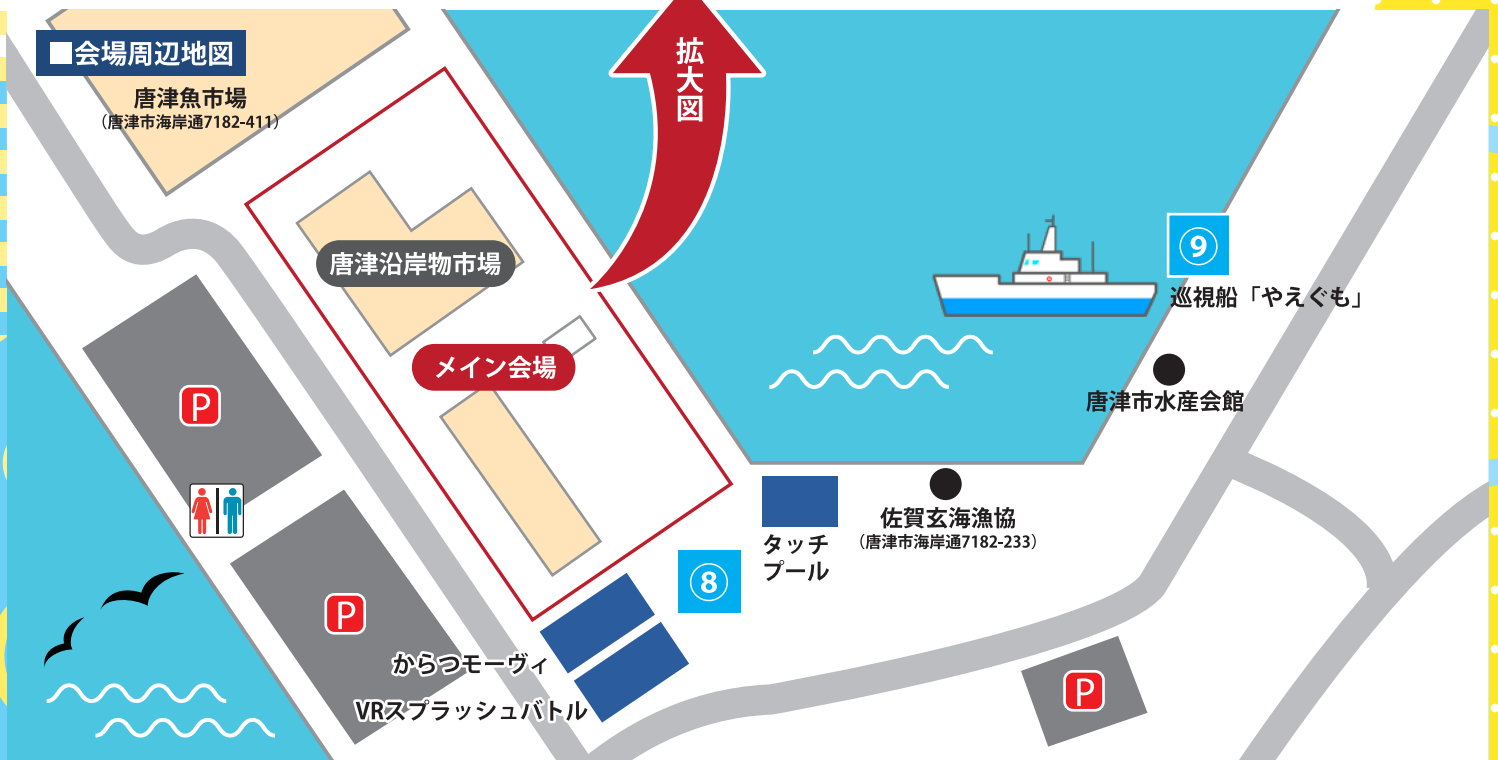 ■会場周辺地図
唐津魚市場
（唐津市海岸通7182-411）
拡大図
唐津沿岸物市場
メイン会場
⑨
巡視船「やえぐも」
唐津市水産会館
P
佐賀玄海漁協
（唐津市海岸通7182-233）
タッチ
プール
⑧
P
からつモーヴィ
VRスプラッシュバトル
P